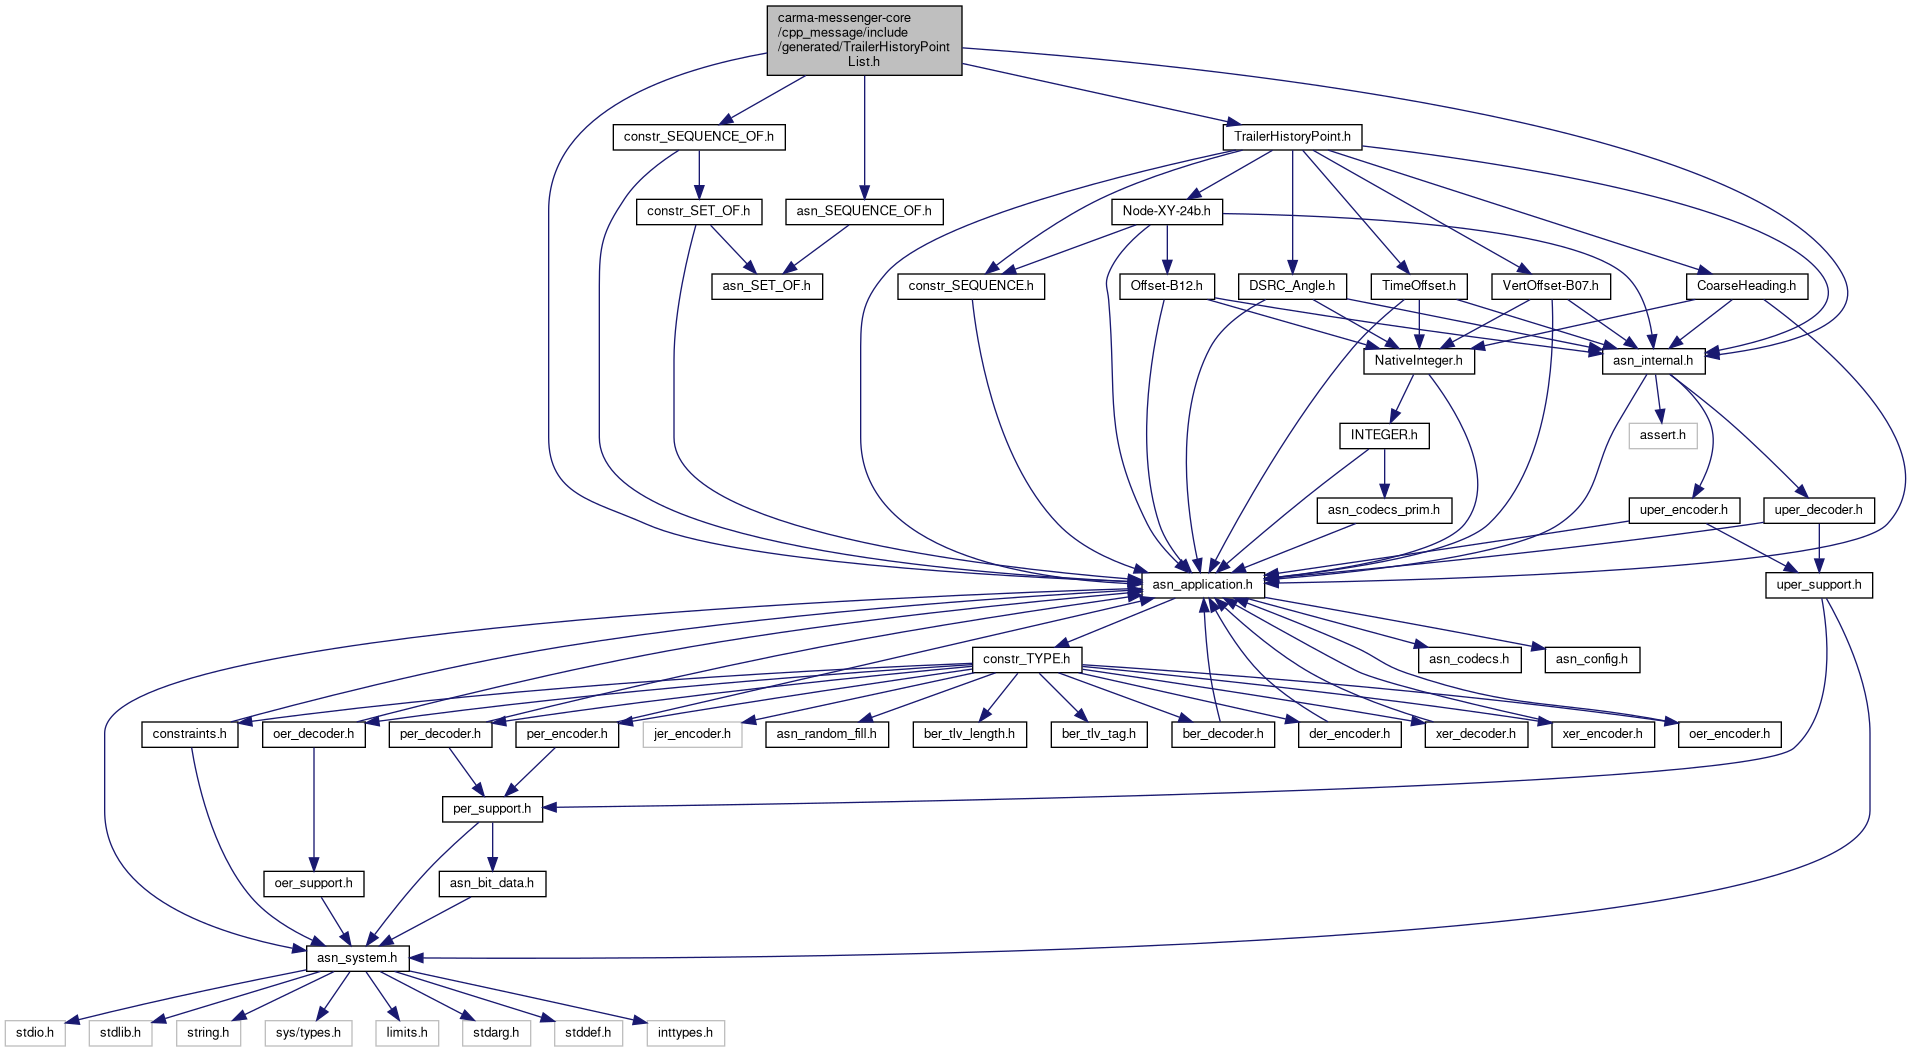 carma-messenger-core
/cpp_message/include
/generated/TrailerHistoryPoint
List.h
constr_SEQUENCE_OF.h
TrailerHistoryPoint.h
constr_SET_OF.h
asn_SEQUENCE_OF.h
Node-XY-24b.h
asn_SET_OF.h
constr_SEQUENCE.h
Offset-B12.h
DSRC_Angle.h
TimeOffset.h
VertOffset-B07.h
CoarseHeading.h
NativeInteger.h
asn_internal.h
INTEGER.h
assert.h
asn_codecs_prim.h
uper_encoder.h
uper_decoder.h
asn_application.h
uper_support.h
constr_TYPE.h
asn_codecs.h
asn_config.h
constraints.h
oer_decoder.h
per_decoder.h
per_encoder.h
jer_encoder.h
asn_random_fill.h
ber_tlv_length.h
ber_tlv_tag.h
ber_decoder.h
der_encoder.h
xer_decoder.h
xer_encoder.h
oer_encoder.h
per_support.h
oer_support.h
asn_bit_data.h
asn_system.h
stdio.h
stdlib.h
string.h
sys/types.h
limits.h
stdarg.h
stddef.h
inttypes.h